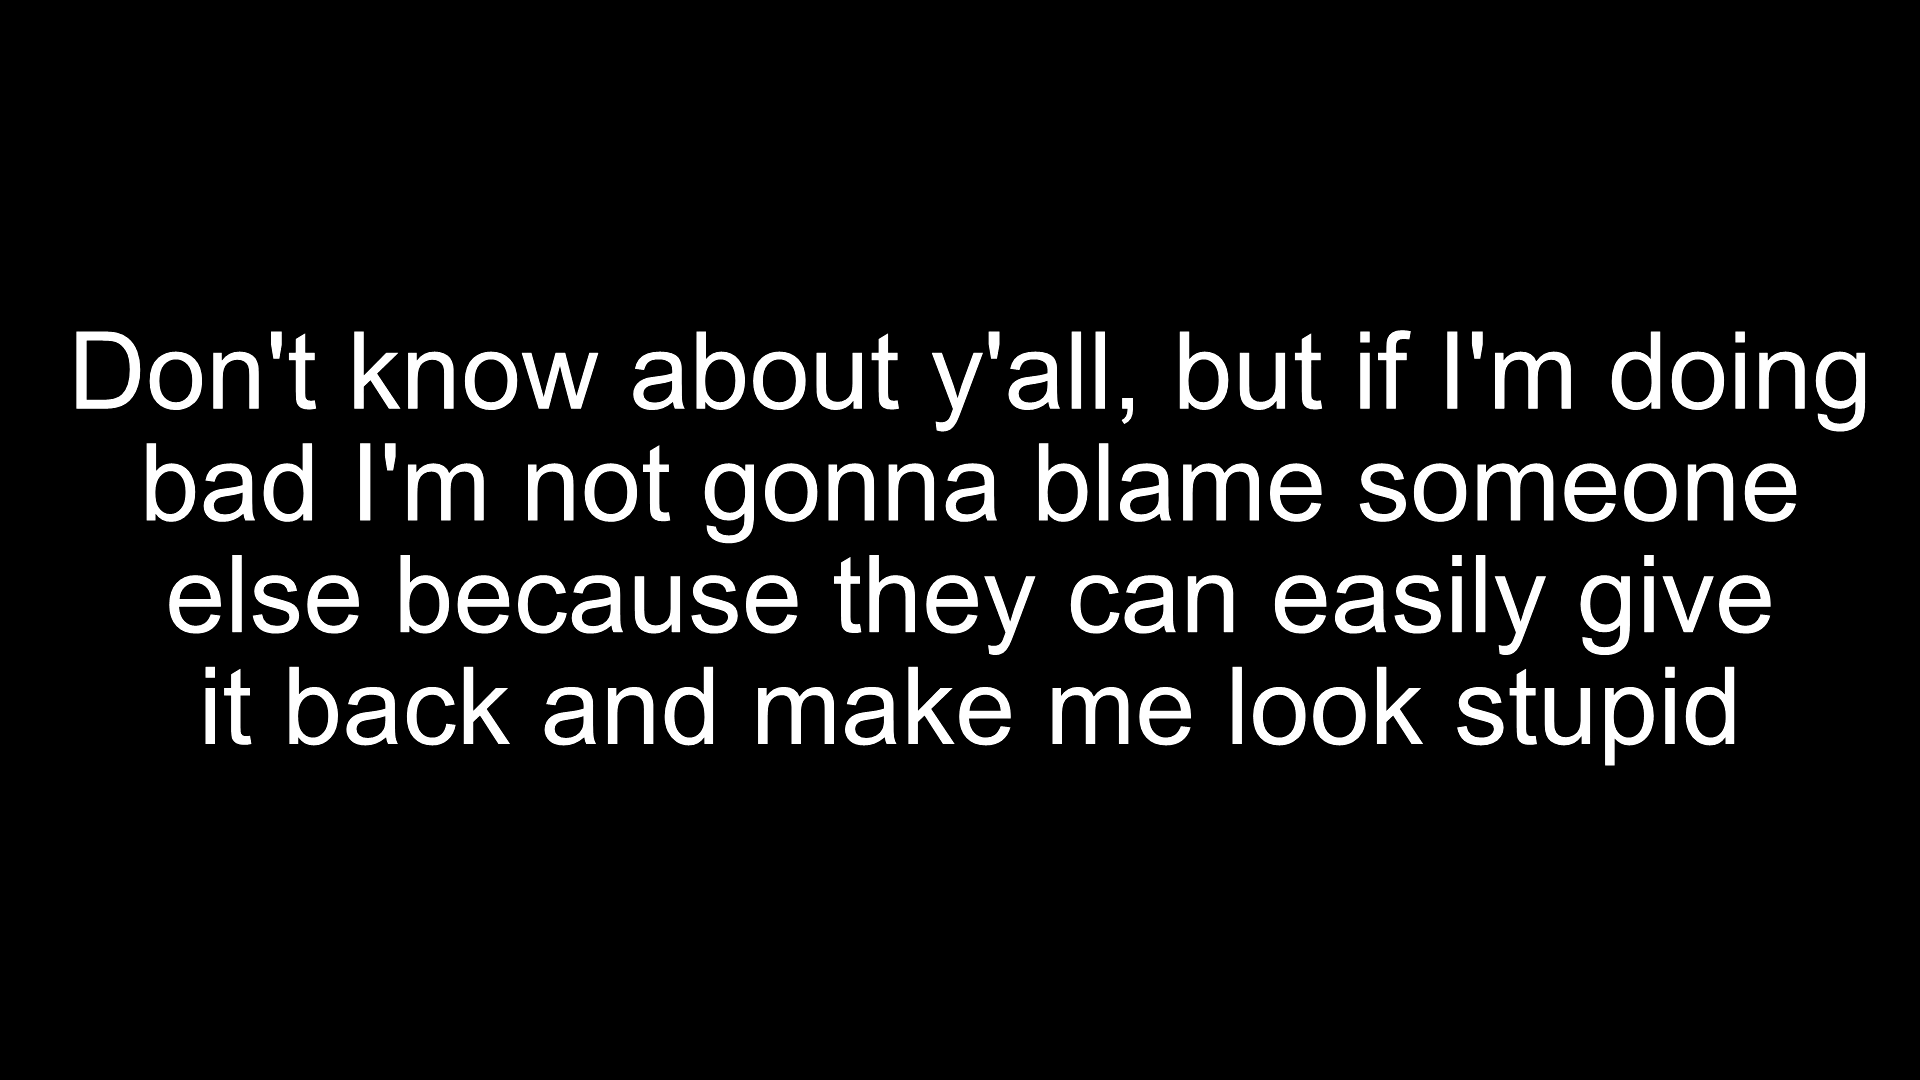 Don't know about y'all, but if I'm doing
bad I'm not gonna blame someone
else because they can easily give
it back and make me look stupid